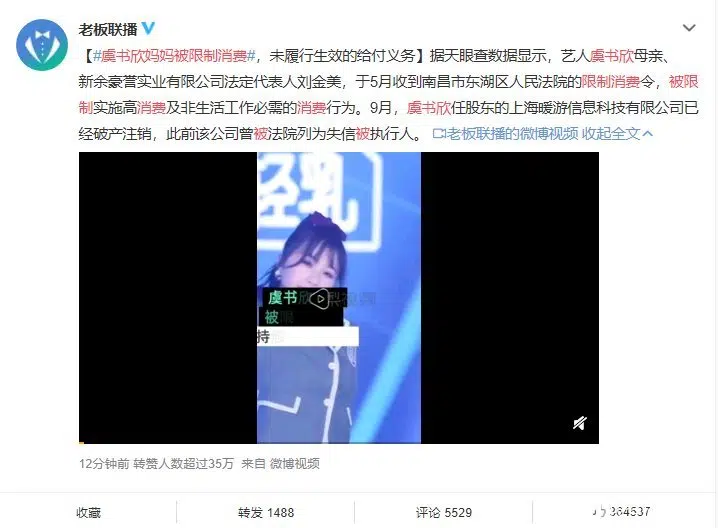 老板联播
【#虞书欣妈妈被限制消费#，未履行生效的给付义务】据天眼查数据显示，艺人虞书欣母亲、
新余豪誉实业有限公司法定代表人刘金美，于5月收到南昌市东湖区人民法院的限制消费令，被限
制实施高消费及非生活工作必需的消费行为。9月，虞书欣任股东的上海暖游信息科技有限公司已
经破产注销，此前该公司曾被法院列为失信被执行人。 老板联播的微博视频 收起全文
虞书欣
被限
持
12分钟前 转赞人数超过35万 来自 微博视频
收藏
转发 1488
评论 5529
364537